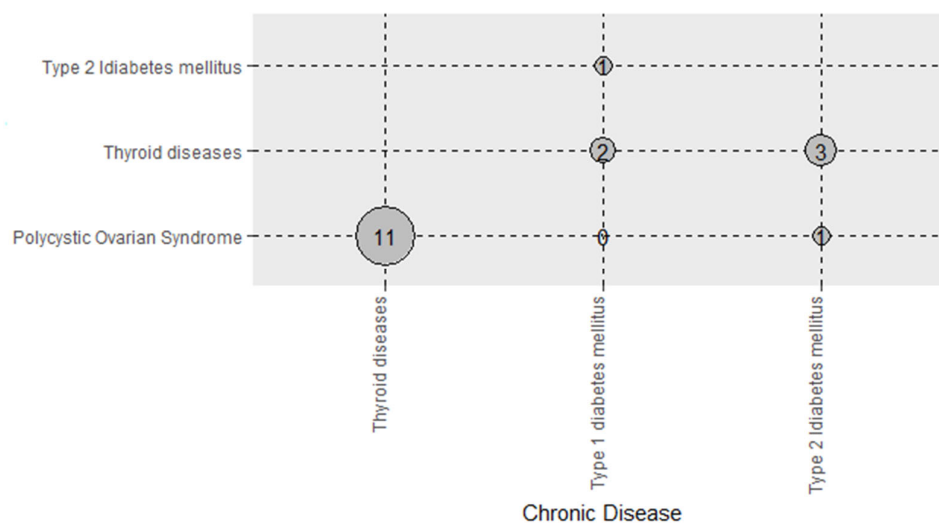 Type 2 Idiabetes mellitus
1
Thyroid diseases
2
3
Polycystic Ovarian Syndrome
11
0
1
Thyroid diseases
Type 1 diabetes mellitus
Type 2 Idiabetes mellitus
Chronic Disease